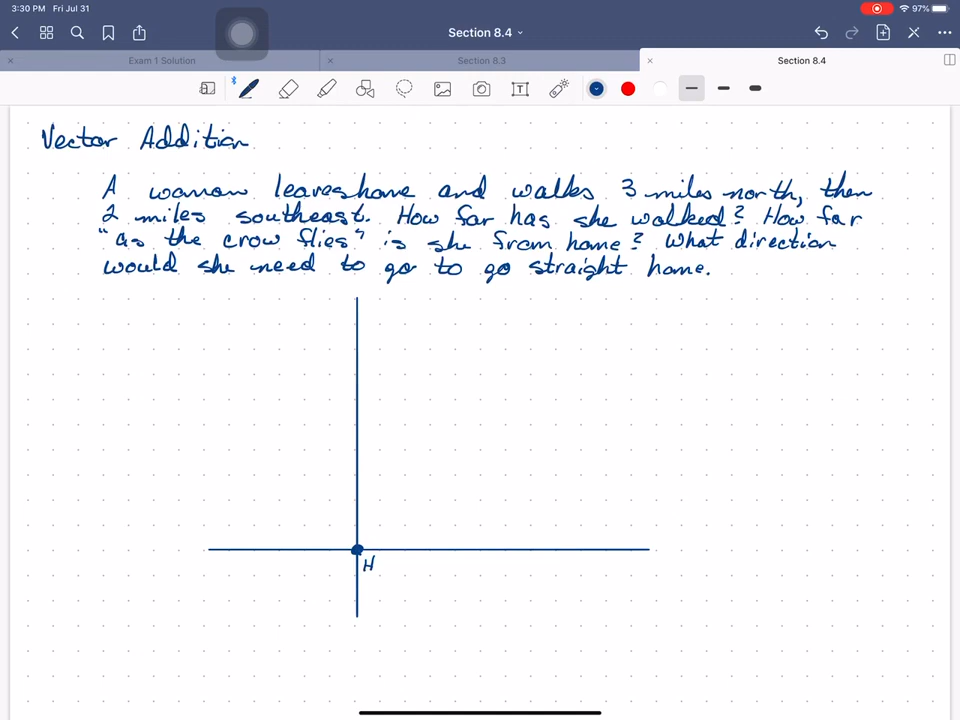 3:30 PM Fri Jul 31
97%
Section 8.4
Exam 1 Solution
Section 8.3
Section 8.4
T
Vector Addition
A woman leaves home and walks 3 miles north, then
2 miles southeast. How far has she walked? How far
"as the crow flies" is she from home? What direction
would she need to go to go straight home.
H